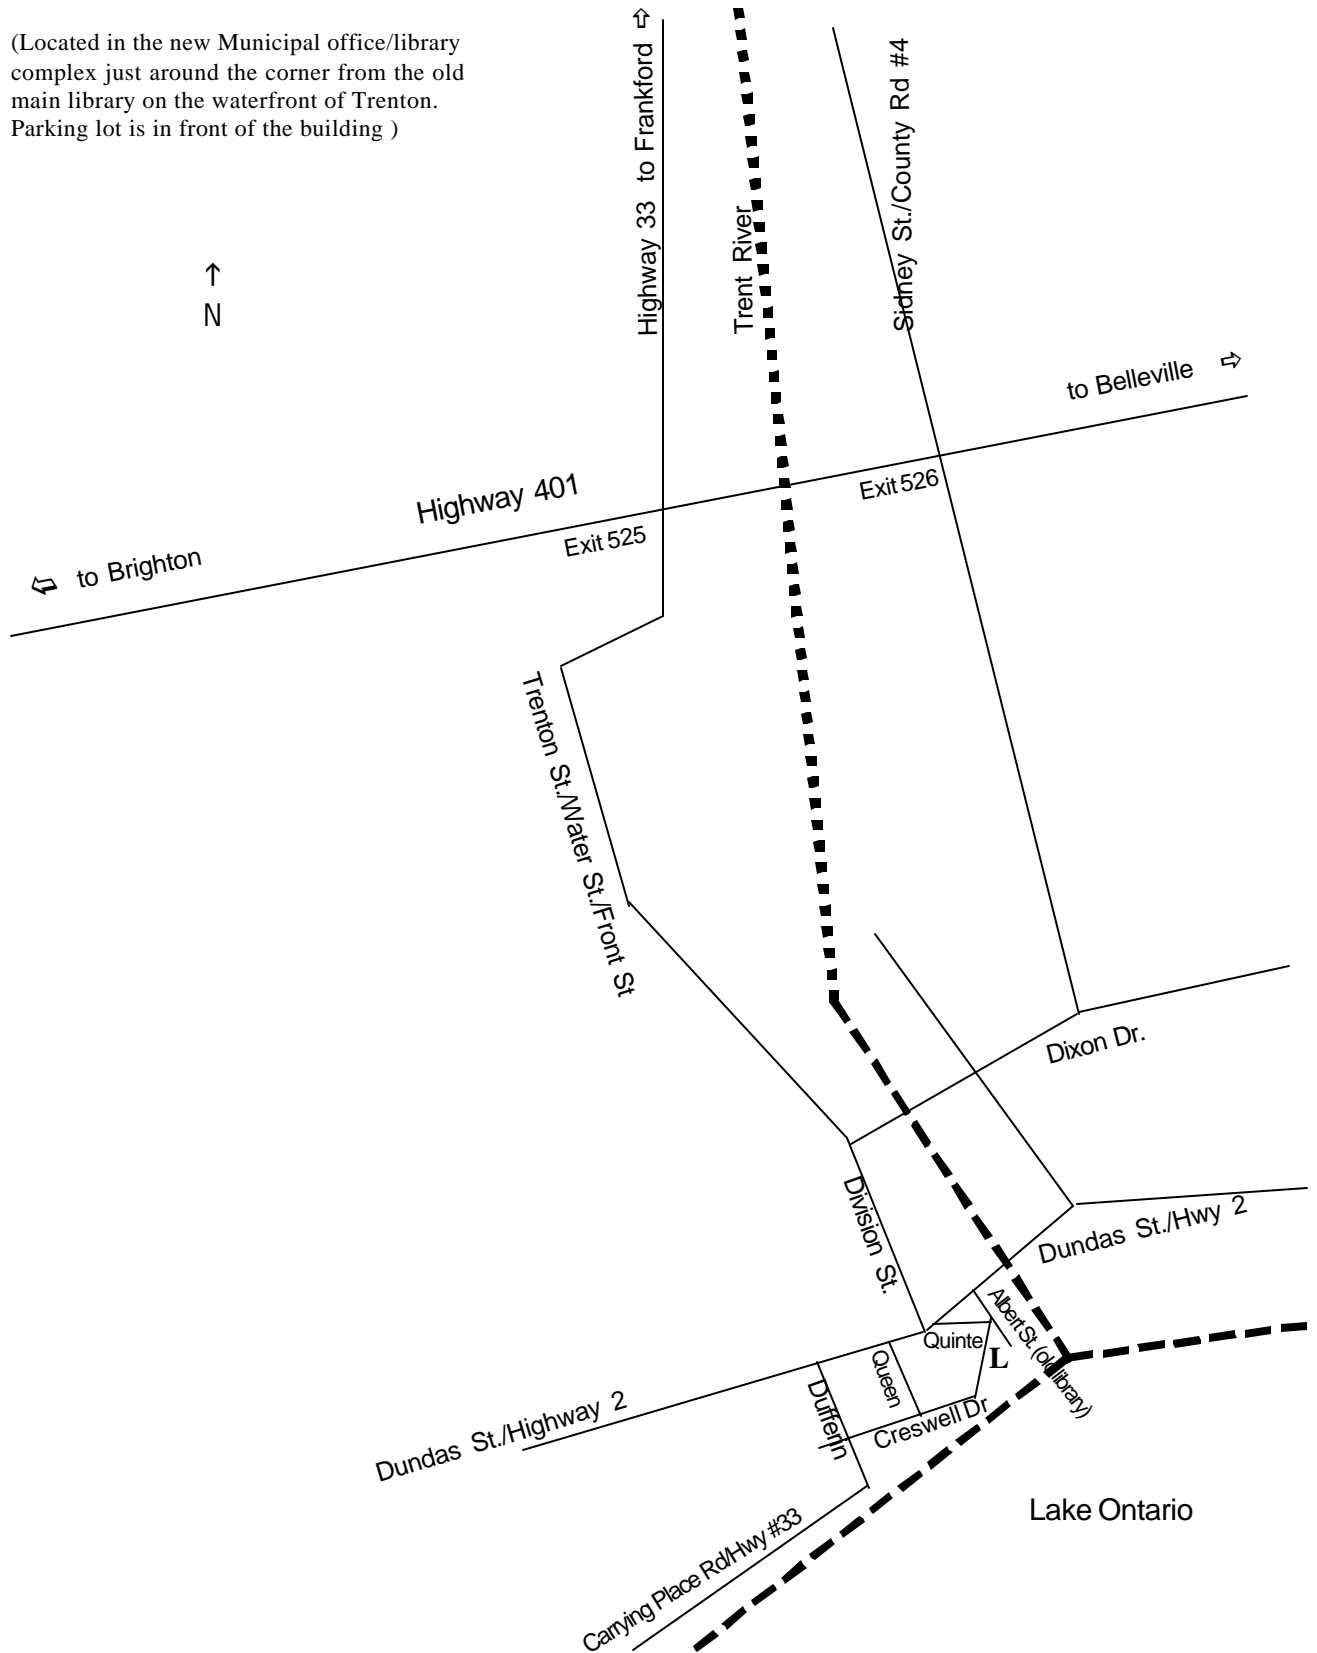 (Located in the new Municipal office/library
complex just around the corner from the old
main library on the waterfront of Trenton.
Parking lot is in front of the building )
Highway 33 to Frankford ⇧
Trent River
Sidney St./County Rd #4
↑
N
to Belleville ⇨
Highway 401
Exit 526
Exit 525
⇦ to Brighton
Trenton St./Water St./Front St
Dixon Dr.
Division St.
Dundas St./Hwy 2
Albert St. (old library)
Quinte
L
Queen
Dufferin
Creswell Dr
Dundas St./Highway 2
Lake Ontario
Carrying Place Rd/Hwy #33